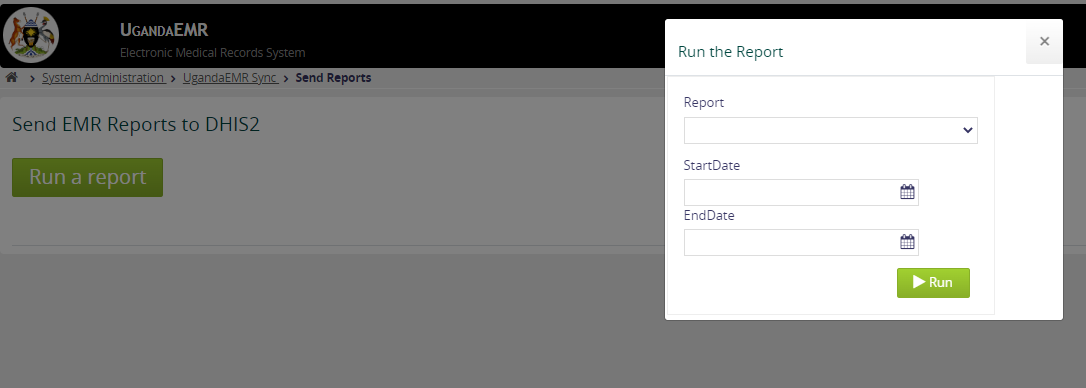 UGANDAEMR
Electronic Medical Records System
System Administration > UgandaEMR Sync > Send Reports
Send EMR Reports to DHIS2
Run a report
Run the Report
×
Report
StartDate
EndDate
Run